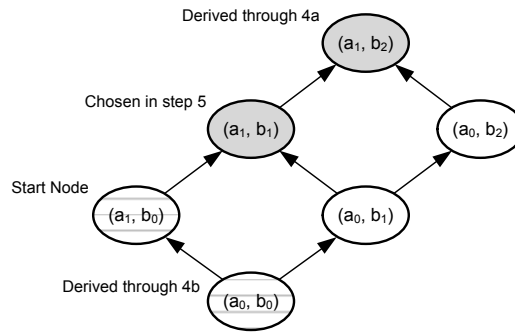 Derived through 4a
(a₁, b₂)
Chosen in step 5
(a₁, b₁)
(a₀, b₂)
Start Node
(a₁, b₀)
(a₀, b₁)
Derived through 4b
(a₀, b₀)